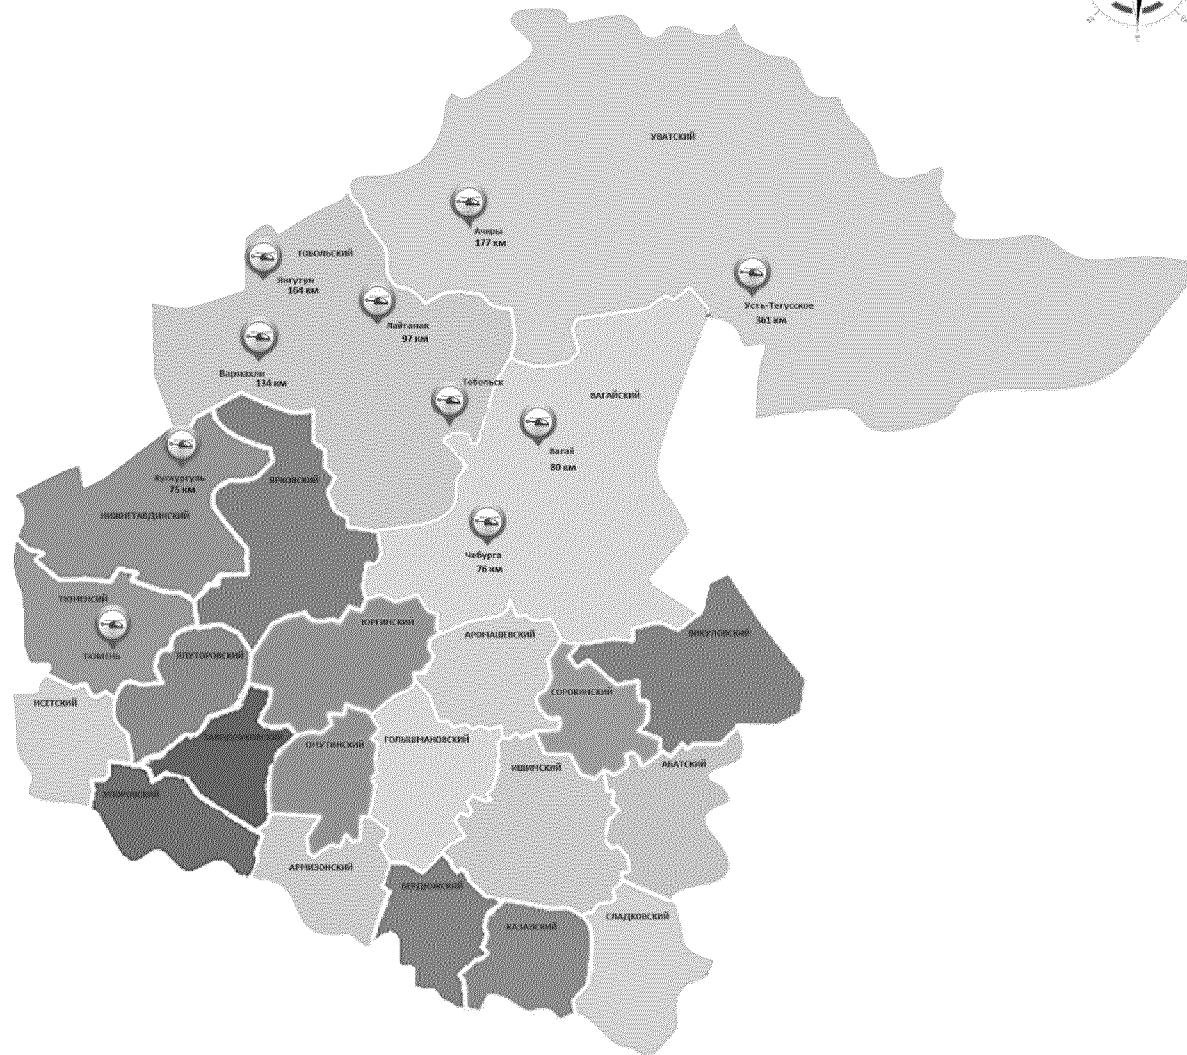 УВАТСКИЙ
Ачиры
177 км
ТОБОЛЬСКИЙ
Янгутум
164 км
Усть-Тегусское
361 км
Лайтамак
97 км
Вармахли
134 км
Тобольск
ВАГАЙСКИЙ
Вагай
80 км
75 км
ЯРКОВСКИЙ
НИЖНЕТАВДИНСКИЙ
Чебурга
76 км
ТЮМЕНСИЙ
ТЮМЕНЬ
ЮРГИНСКИЙ
АРОМАШЕВСКИЙ
ВИКУЛОВСКИЙ
ЯЛУТОРОВСКИЙ
СОРОКИНСКИЙ
ИСЕТСКИЙ
ОМУТИНСКИЙ
ГОЛЫШМАНОВСКИЙ
ИШИМСКИЙ
АБАТСКИЙ
УПОРОВСКИЙ
АРМИЗОНСКИЙ
БЕРДЮЖСКИЙ
КАЗАНСКИЙ
СЛАДКОВСКИЙ